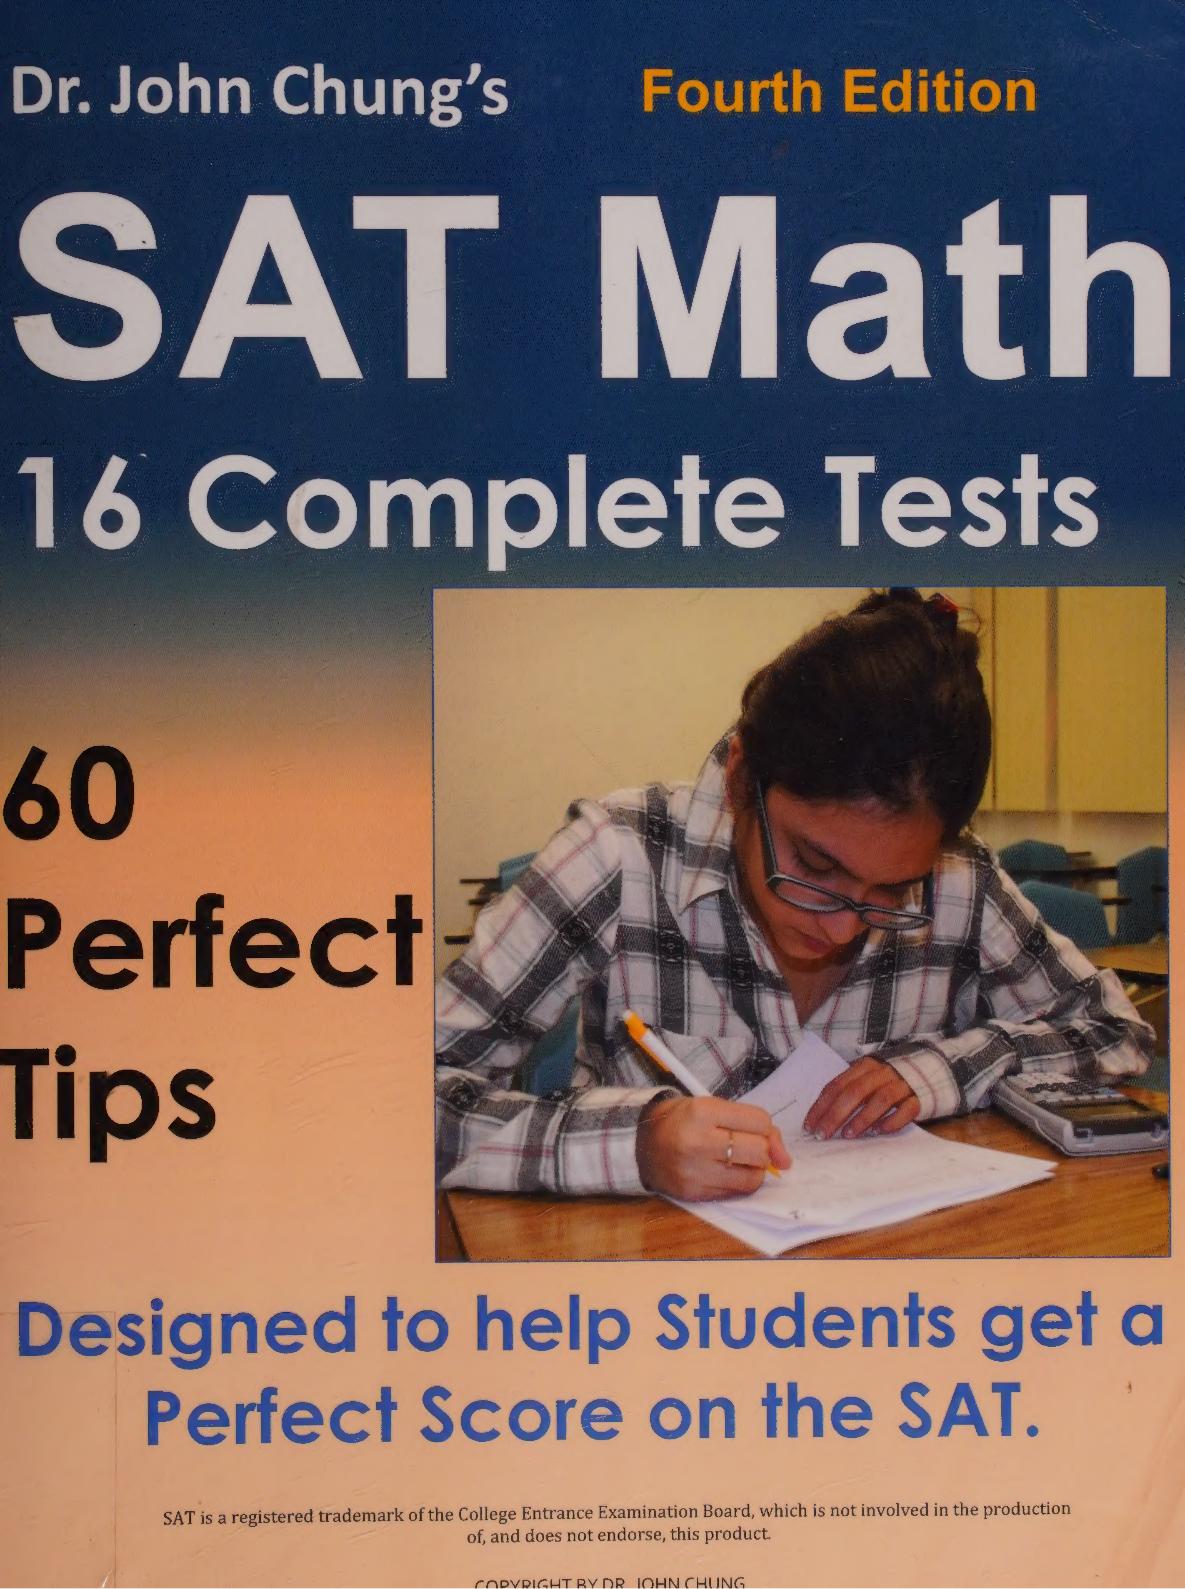 Dr. John Chung's
Fourth Edition
SAT Math
16 Complete Tests
60
Perfect
Tips
Designed to help Students get a
Perfect Score on the SAT.
SAT is a registered trademark of the College Entrance Examination Board, which is not involved in the production
of, and does not endorse, this product.
COPYRIGHT BY DR. JOHN CHUNG